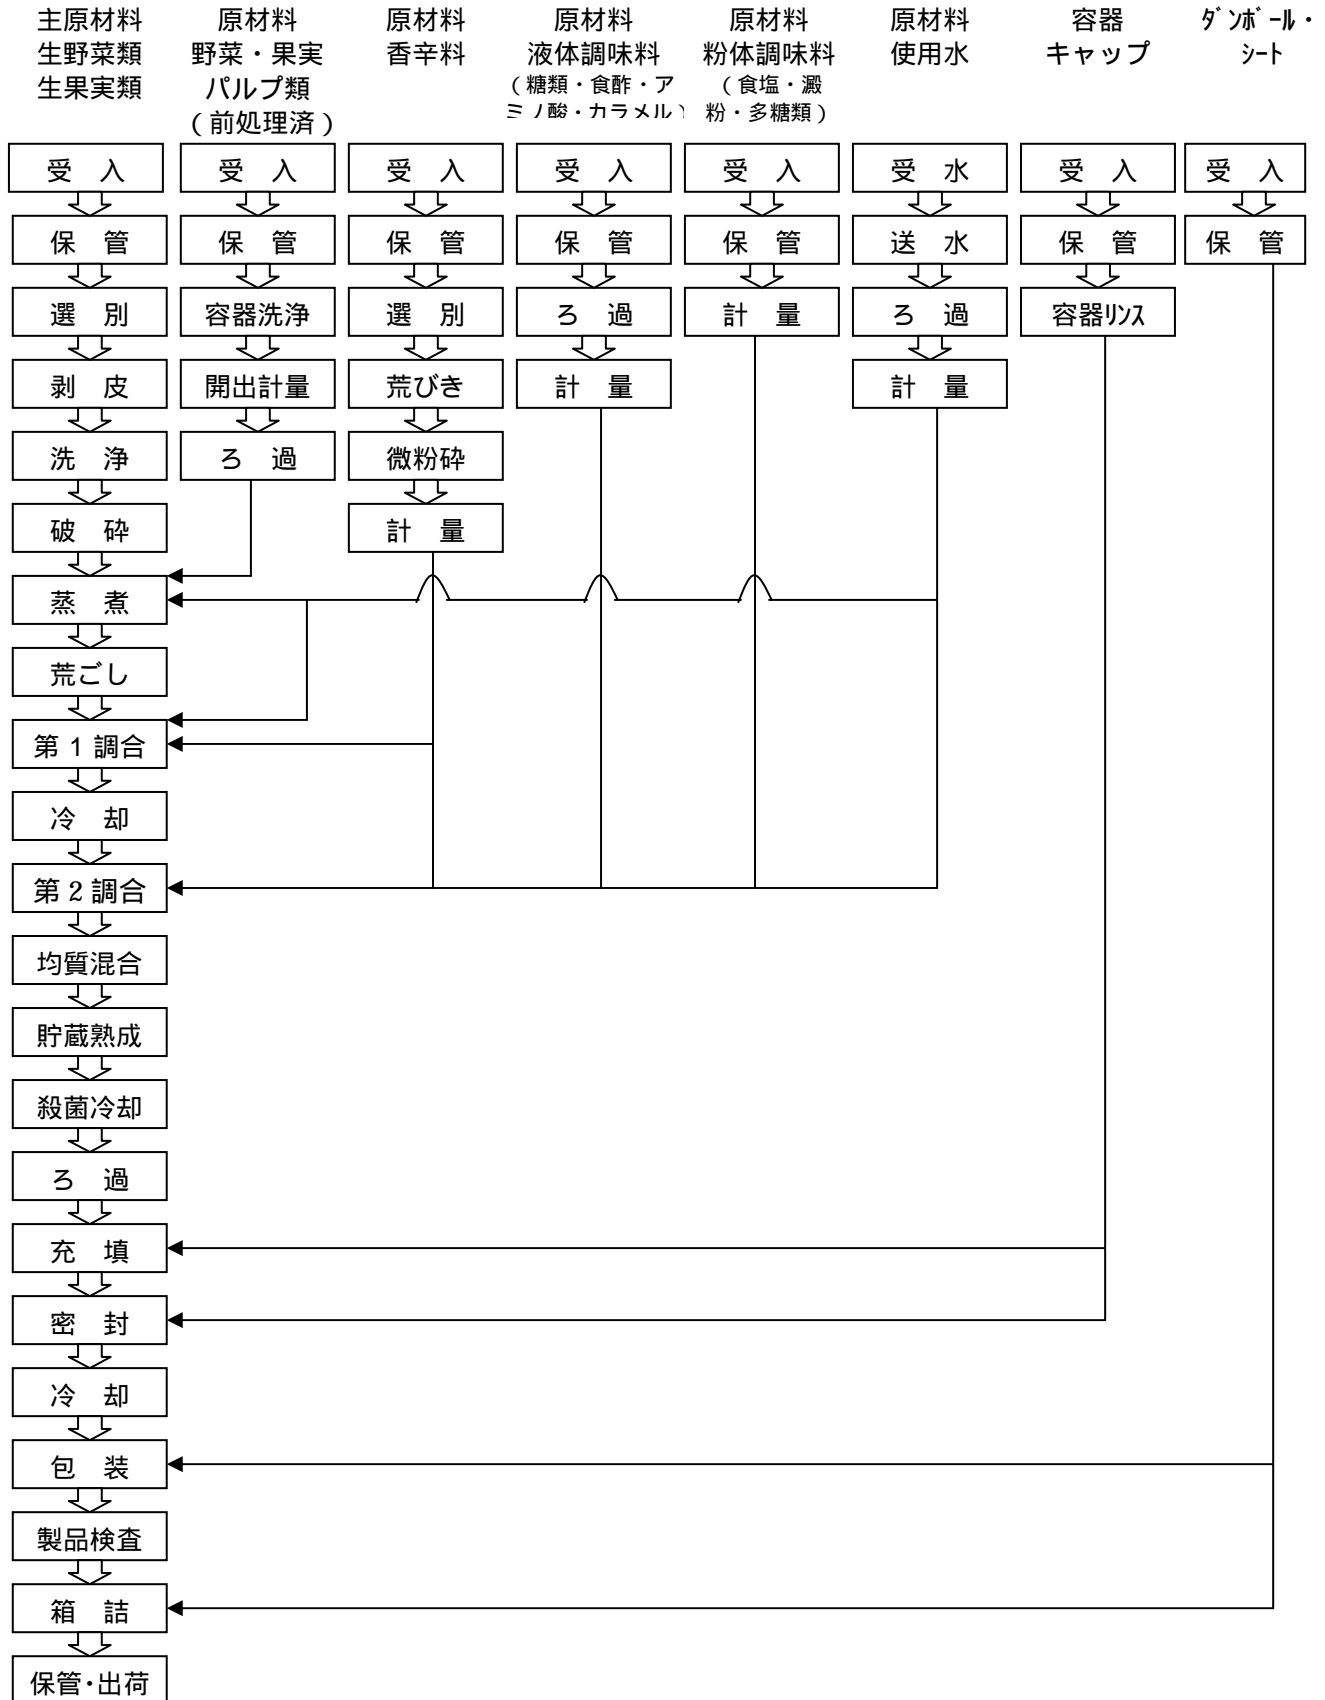 主原材料
生野菜類
生果実類
原材料
野菜・果実
パルプ類
(前処理済)
原材料
香辛料
原材料
液体調味料
(糖類・食酢・ア
ミノ酸・カラメル)
原材料
粉体調味料
(食塩・澱
粉・多糖類)
原材料
使用水
容器
キャップ
ダンボール・
シート
受 入
受 入
受 入
受 入
受 入
受 水
受 入
受 入
保 管
保 管
保 管
保 管
保 管
送 水
保 管
保 管
選 別
容器洗浄
選 別
ろ 過
計 量
ろ 過
容器リンス
剥 皮
開出計量
荒びき
計 量
計 量
洗 浄
ろ 過
微粉砕
破 砕
計 量
蒸 煮
荒ごし
第1調合
冷 却
第2調合
均質混合
貯蔵熟成
殺菌冷却
ろ 過
充 填
密 封
冷 却
包 装
製品検査
箱 詰
保管・出荷